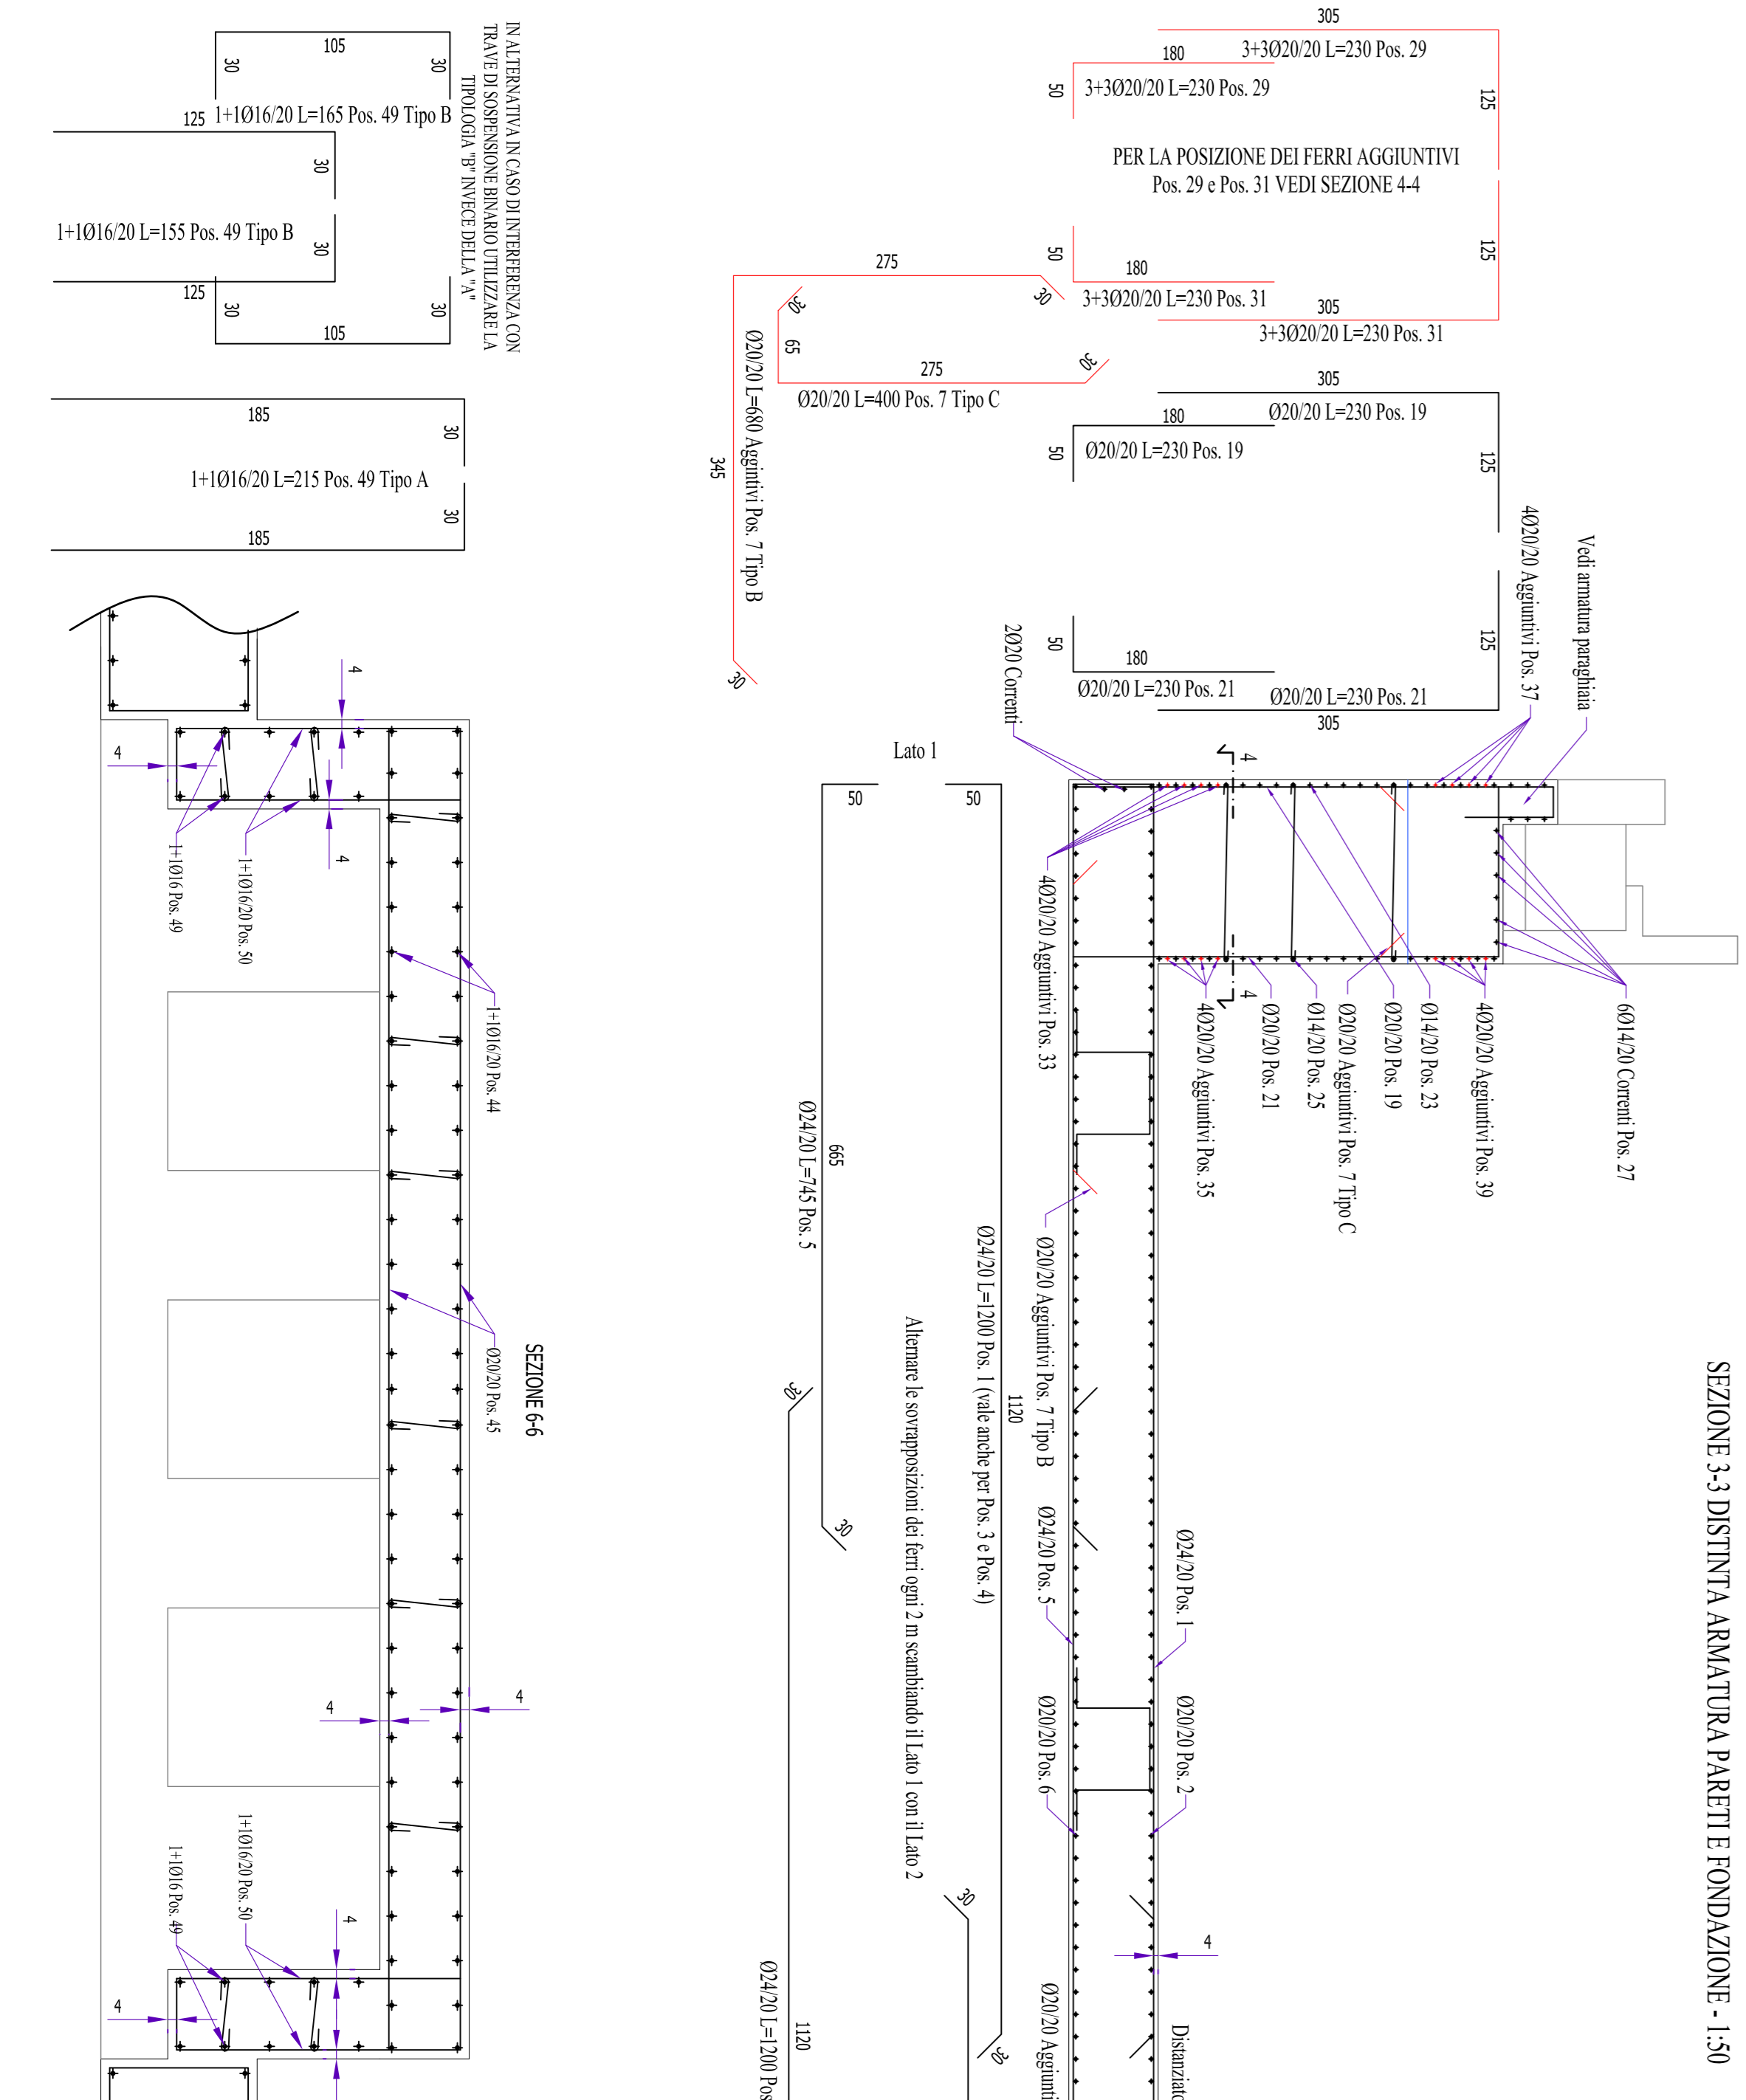 305
3+3Ø20/20 L=230 Pos. 29
180
3+3Ø20/20 L=230 Pos. 29
50
125
PER LA POSIZIONE DEI FERRI AGGIUNTIVI
Pos. 29 e Pos. 31 VEDI SEZIONE 4-4
50
125
180
3+3Ø20/20 L=230 Pos. 31
305
3+3Ø20/20 L=230 Pos. 31
105
30
30
1+1Ø16/20 L=165 Pos. 49 Tipo B
125
30
1+1Ø16/20 L=155 Pos. 49 Tipo B
30
125
30
30
105
IN ALTERNATIVA IN CASO DI INTERFERENZA CON
TRAVE DI SOSPENSIONE BINARIO UTILIZZARE LA
TIPOLOGIA "B" INVECE DELLA "A"
185
30
1+1Ø16/20 L=215 Pos. 49 Tipo A
30
185
275
30
30
65
275
30
Ø20/20 L=400 Pos. 7 Tipo C
Ø20/20 L=680 Aggintivi Pos. 7 Tipo B
345
30
305
Ø20/20 L=230 Pos. 19
180
Ø20/20 L=230 Pos. 19
50
125
50
125
180
Ø20/20 L=230 Pos. 21
Ø20/20 L=230 Pos. 21
305
Vedi armatura paraghiaia
4Ø20/20 Aggiuntivi Pos. 37
2Ø20 Correnti
Lato 1
50
50
4
4
4Ø20/20 Aggiuntivi Pos. 33
4Ø20/20 Aggiuntivi Pos. 35
Ø20/20 Pos. 21
Ø14/20 Pos. 25
Ø20/20 Aggiuntivi Pos. 7 Tipo C
Ø20/20 Pos. 19
Ø14/20 Pos. 23
4Ø20/20 Aggiuntivi Pos. 39
6Ø14/20 Correnti Pos. 27
SEZIONE 3-3 DISTINTA ARMATURA PARETI E FONDAZIONE - 1:50
Ø20/20 Aggiuntivi Pos. 7 Tipo B
665
Ø24/20 L=745 Pos. 5
30
30
1120
Ø24/20 L=1200 Pos. 1 (vale anche per Pos. 3 e Pos. 4)
Alternare le sovrapposizioni dei ferri ogni 2 m scambiando il Lato 1 con il Lato 2
Ø24/20 Pos. 5
Ø24/20 Pos. 1
Ø20/20 Pos. 6
Ø20/20 Pos. 2
30
30
4
1120
Ø24/20 L=1200 Pos
Ø20/20 Aggiunti
Distanziato
4
4
4
1+1Ø16 Pos. 49
1+1Ø16/20 Pos. 50
1+1Ø16/20 Pos. 44
Ø20/20 Pos. 45
SEZIONE 6-6
4
4
1+1Ø16/20 Pos. 50
1+1Ø16 Pos. 49
4
4